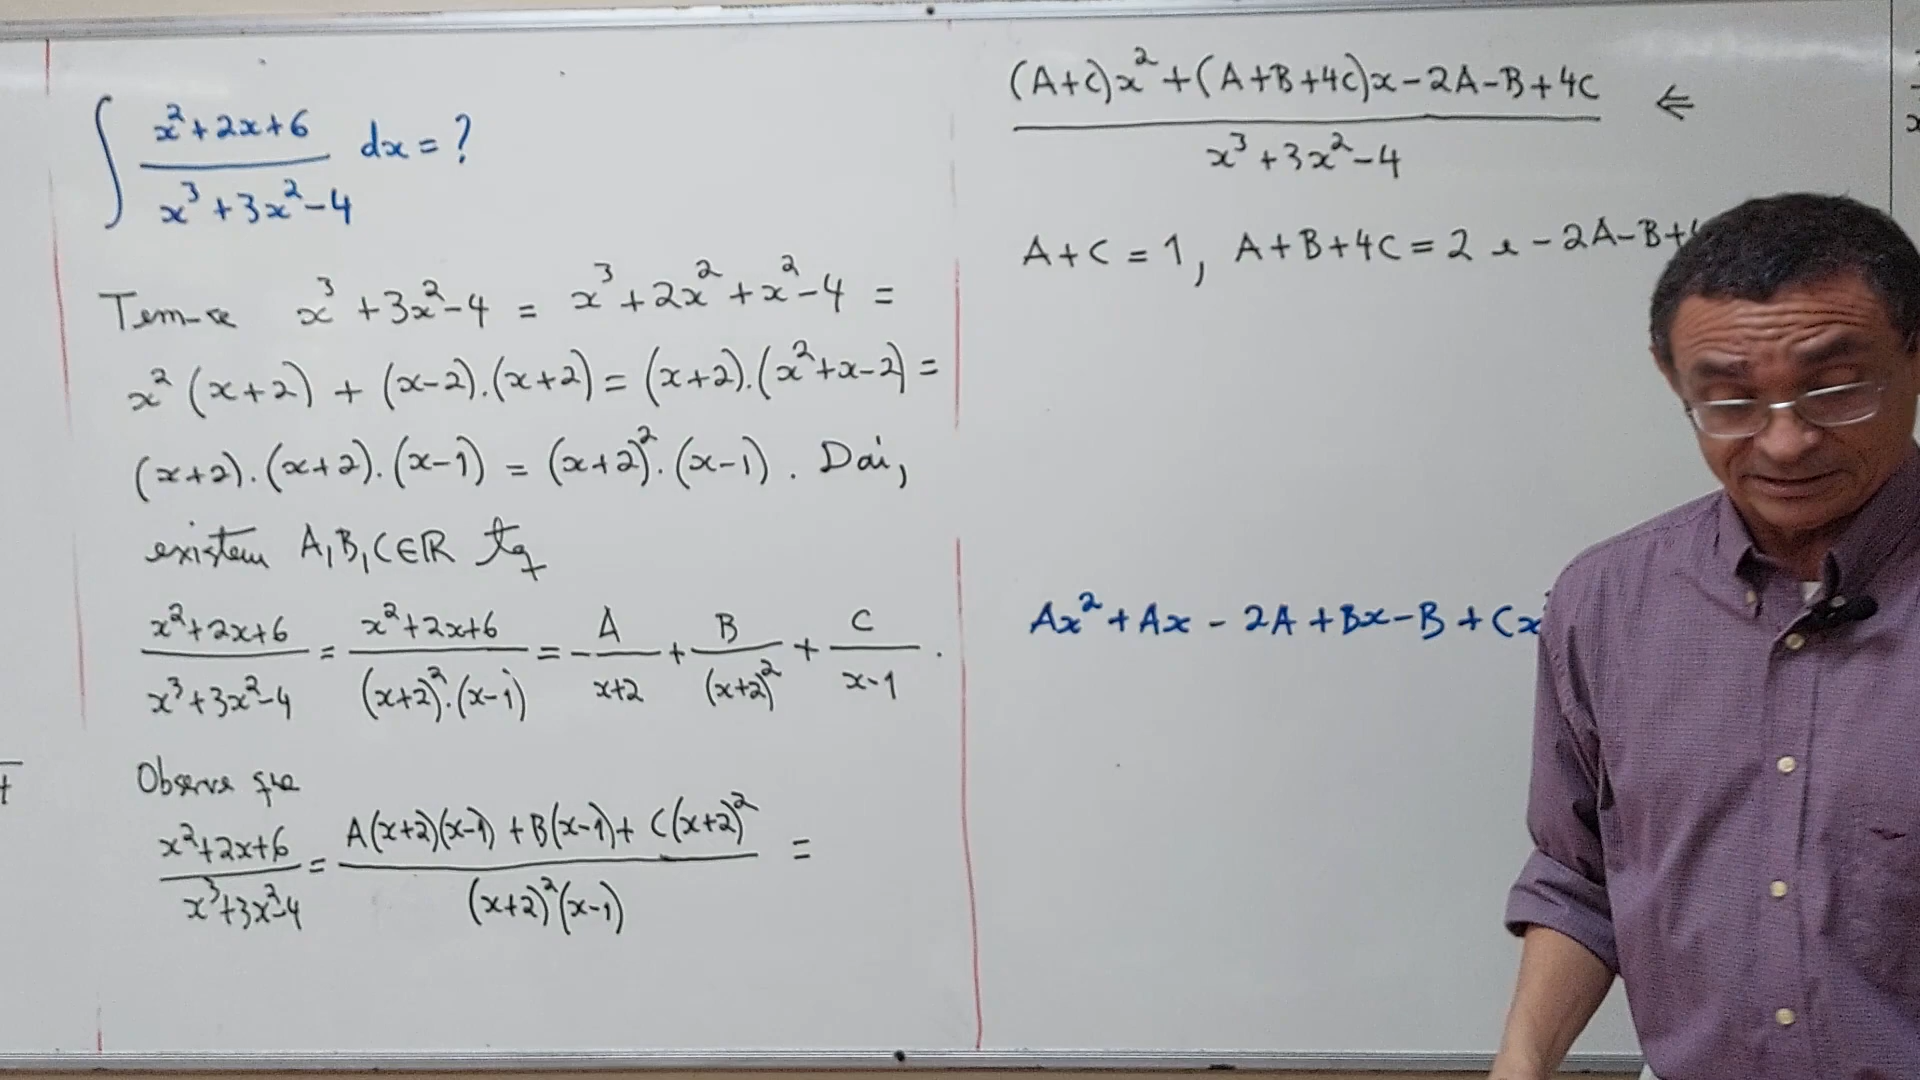 ∫ (x²+2x+6)/(x³+3x²-4) dx = ?
Tem-se x³+3x²-4 = x³+2x²+x²-4 =
x²(x+2) + (x-2).(x+2) = (x+2).(x²+x-2) =
(x+2).(x+2).(x-1) = (x+2)².(x-1). Daí,
existem A,B,C∈ℝ tq
(x²+2x+6)/(x³+3x²-4) = (x²+2x+6)/((x+2)².(x-1)) = A/(x+2) + B/(x+2)² + C/(x-1).
Observe que
(x²+2x+6)/(x³+3x²-4) = (A(x+2)(x-1)+B(x-1)+C(x+2)²)/((x+2)²(x-1)) =
((A+C)x²+(A+B+4C)x-2A-B+4C)/(x³+3x²-4) ⇐
A+C = 1, A+B+4C = 2 e -2A-B+
Ax²+Ax-2A+Bx-B+Cx